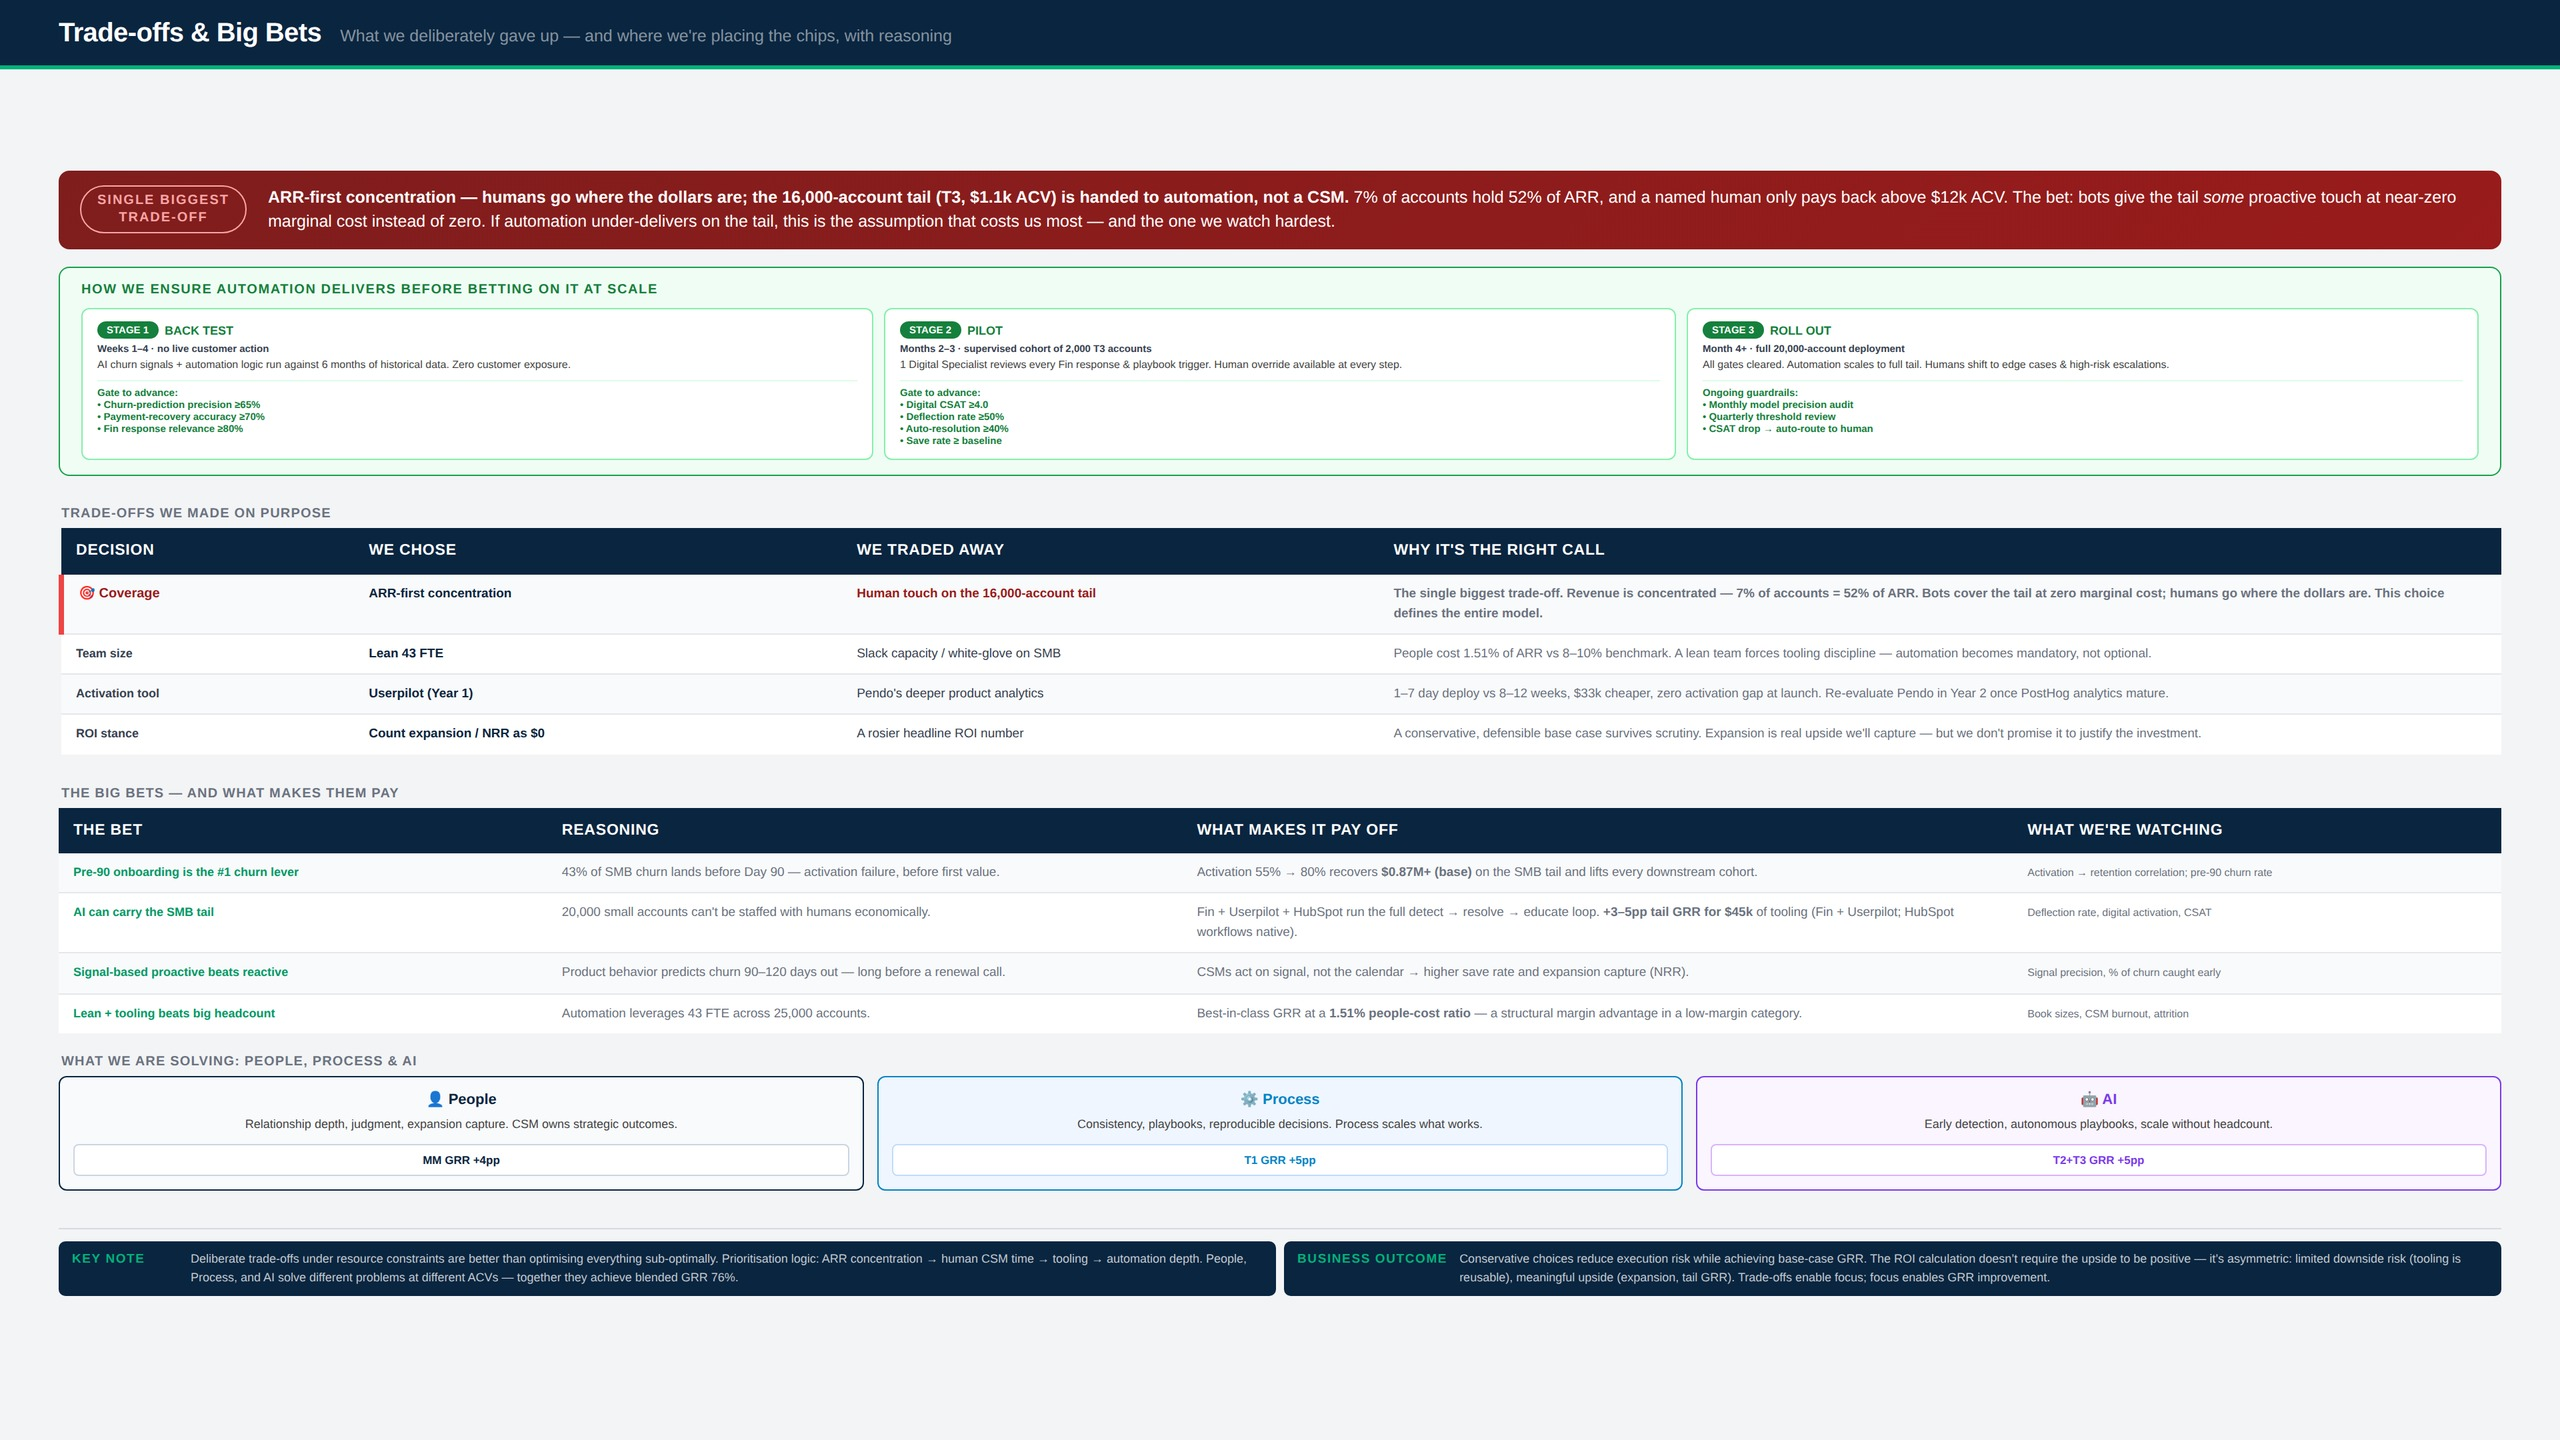 Trade-offs & Big Bets What we deliberately gave up — and where we're placing the chips, with reasoning
SINGLE BIGGEST
TRADE-OFF
ARR-first concentration — humans go where the dollars are; the 16,000-account tail (T3, $1.1k ACV) is handed to automation, not a CSM. 7% of accounts hold 52% of ARR, and a named human only pays back above $12k ACV. The bet: bots give the tail some proactive touch at near-zero
marginal cost instead of zero. If automation under-delivers on the tail, this is the assumption that costs us most — and the one we watch hardest.
HOW WE ENSURE AUTOMATION DELIVERS BEFORE BETTING ON IT AT SCALE
STAGE 1 BACK TEST
Weeks 1–4 · no live customer action
AI churn signals + automation logic run against 6 months of historical data. Zero customer exposure.
Gate to advance:
• Churn-prediction precision ≥65%
• Payment-recovery accuracy ≥70%
• Fin response relevance ≥80%
STAGE 2 PILOT
Months 2–3 · supervised cohort of 2,000 T3 accounts
1 Digital Specialist reviews every Fin response & playbook trigger. Human override available at every step.
Gate to advance:
• Digital CSAT ≥4.0
• Deflection rate ≥50%
• Auto-resolution ≥40%
• Save rate ≥ baseline
STAGE 3 ROLL OUT
Month 4+ · full 20,000-account deployment
All gates cleared. Automation scales to full tail. Humans shift to edge cases & high-risk escalations.
Ongoing guardrails:
• Monthly model precision audit
• Quarterly threshold review
• CSAT drop → auto-route to human
TRADE-OFFS WE MADE ON PURPOSE
DECISION WE CHOSE WE TRADED AWAY WHY IT'S THE RIGHT CALL
🎯 Coverage ARR-first concentration Human touch on the 16,000-account tail The single biggest trade-off. Revenue is concentrated — 7% of accounts = 52% of ARR. Bots cover the tail at zero marginal cost; humans go where the dollars are. This choice
defines the entire model.
Team size Lean 43 FTE Slack capacity / white-glove on SMB People cost 1.51% of ARR vs 8–10% benchmark. A lean team forces tooling discipline — automation becomes mandatory, not optional.
Activation tool Userpilot (Year 1) Pendo's deeper product analytics 1–7 day deploy vs 8–12 weeks, $33k cheaper, zero activation gap at launch. Re-evaluate Pendo in Year 2 once PostHog analytics mature.
ROI stance Count expansion / NRR as $0 A rosier headline ROI number A conservative, defensible base case survives scrutiny. Expansion is real upside we'll capture — but we don't promise it to justify the investment.
THE BIG BETS — AND WHAT MAKES THEM PAY
THE BET REASONING WHAT MAKES IT PAY OFF WHAT WE'RE WATCHING
Pre-90 onboarding is the #1 churn lever 43% of SMB churn lands before Day 90 — activation failure, before first value. Activation 55% → 80% recovers $0.87M+ (base) on the SMB tail and lifts every downstream cohort. Activation → retention correlation; pre-90 churn rate
AI can carry the SMB tail 20,000 small accounts can't be staffed with humans economically. Fin + Userpilot + HubSpot run the full detect → resolve → educate loop. +3–5pp tail GRR for $45k of tooling (Fin + Userpilot; HubSpot
workflows native). Deflection rate, digital activation, CSAT
Signal-based proactive beats reactive Product behavior predicts churn 90–120 days out — long before a renewal call. CSMs act on signal, not the calendar → higher save rate and expansion capture (NRR). Signal precision, % of churn caught early
Lean + tooling beats big headcount Automation leverages 43 FTE across 25,000 accounts. Best-in-class GRR at a 1.51% people-cost ratio — a structural margin advantage in a low-margin category. Book sizes, CSM burnout, attrition
WHAT WE ARE SOLVING: PEOPLE, PROCESS & AI
👤 People
Relationship depth, judgment, expansion capture. CSM owns strategic outcomes.
MM GRR +4pp
⚙️ Process
Consistency, playbooks, reproducible decisions. Process scales what works.
T1 GRR +5pp
🤖 AI
Early detection, autonomous playbooks, scale without headcount.
T2+T3 GRR +5pp
KEY NOTE Deliberate trade-offs under resource constraints are better than optimising everything sub-optimally. Prioritisation logic: ARR concentration → human CSM time → tooling → automation depth. People,
Process, and AI solve different problems at different ACVs — together they achieve blended GRR 76%.
BUSINESS OUTCOME Conservative choices reduce execution risk while achieving base-case GRR. The ROI calculation doesn't require the upside to be positive — it's asymmetric: limited downside risk (tooling is
reusable), meaningful upside (expansion, tail GRR). Trade-offs enable focus; focus enables GRR improvement.